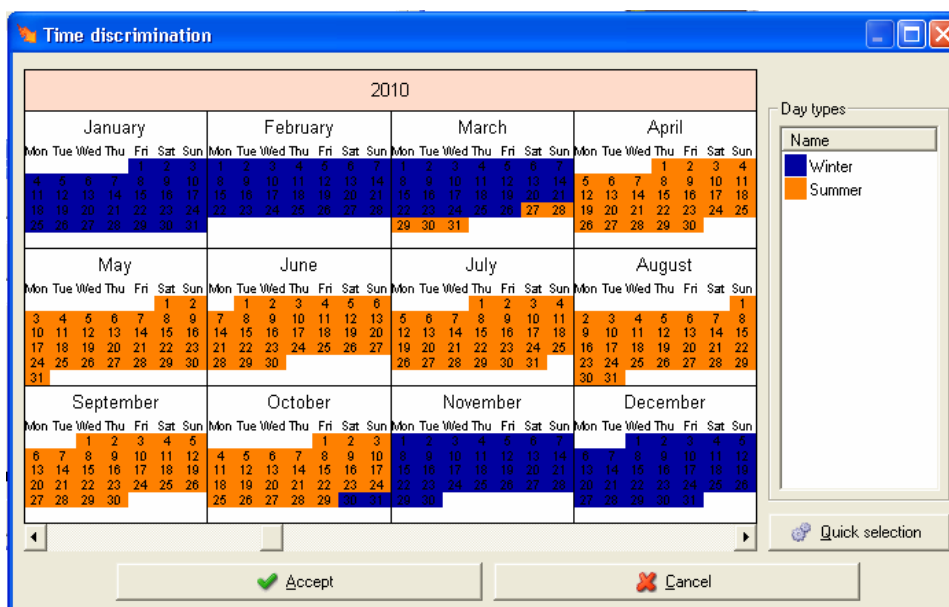 Time discrimination
2010
January
Mon Tue Wed Thu Fri Sat Sun
1 2 3
4 5 6 7 8 9 10
11 12 13 14 15 16 17
18 19 20 21 22 23 24
25 26 27 28 29 30 31
February
Mon Tue Wed Thu Fri Sat Sun
1 2 3 4 5 6 7
8 9 10 11 12 13 14
15 16 17 18 19 20 21
22 23 24 25 26 27 28
March
Mon Tue Wed Thu Fri Sat Sun
1 2 3 4 5 6 7
8 9 10 11 12 13 14
15 16 17 18 19 20 21
22 23 24 25 26 27 28
29 30 31
April
Mon Tue Wed Thu Fri Sat Sun
1 2 3 4
5 6 7 8 9 10 11
12 13 14 15 16 17 18
19 20 21 22 23 24 25
26 27 28 29 30
May
Mon Tue Wed Thu Fri Sat Sun
1 2
3 4 5 6 7 8 9
10 11 12 13 14 15 16
17 18 19 20 21 22 23
24 25 26 27 28 29 30
31
June
Mon Tue Wed Thu Fri Sat Sun
1 2 3 4 5 6
7 8 9 10 11 12 13
14 15 16 17 18 19 20
21 22 23 24 25 26 27
28 29 30
July
Mon Tue Wed Thu Fri Sat Sun
1 2 3 4
5 6 7 8 9 10 11
12 13 14 15 16 17 18
19 20 21 22 23 24 25
26 27 28 29 30 31
August
Mon Tue Wed Thu Fri Sat Sun
1
2 3 4 5 6 7 8
9 10 11 12 13 14 15
16 17 18 19 20 21 22
23 24 25 26 27 28 29
30 31
September
Mon Tue Wed Thu Fri Sat Sun
1 2 3 4 5
6 7 8 9 10 11 12
13 14 15 16 17 18 19
20 21 22 23 24 25 26
27 28 29 30
October
Mon Tue Wed Thu Fri Sat Sun
1 2 3
4 5 6 7 8 9 10
11 12 13 14 15 16 17
18 19 20 21 22 23 24
25 26 27 28 29 30 31
November
Mon Tue Wed Thu Fri Sat Sun
1 2 3 4 5 6 7
8 9 10 11 12 13 14
15 16 17 18 19 20 21
22 23 24 25 26 27 28
29 30
December
Mon Tue Wed Thu Fri Sat Sun
1 2 3 4 5
6 7 8 9 10 11 12
13 14 15 16 17 18 19
20 21 22 23 24 25 26
27 28 29 30 31
Day types
Name
Winter
Summer
Quick selection
Accept
Cancel